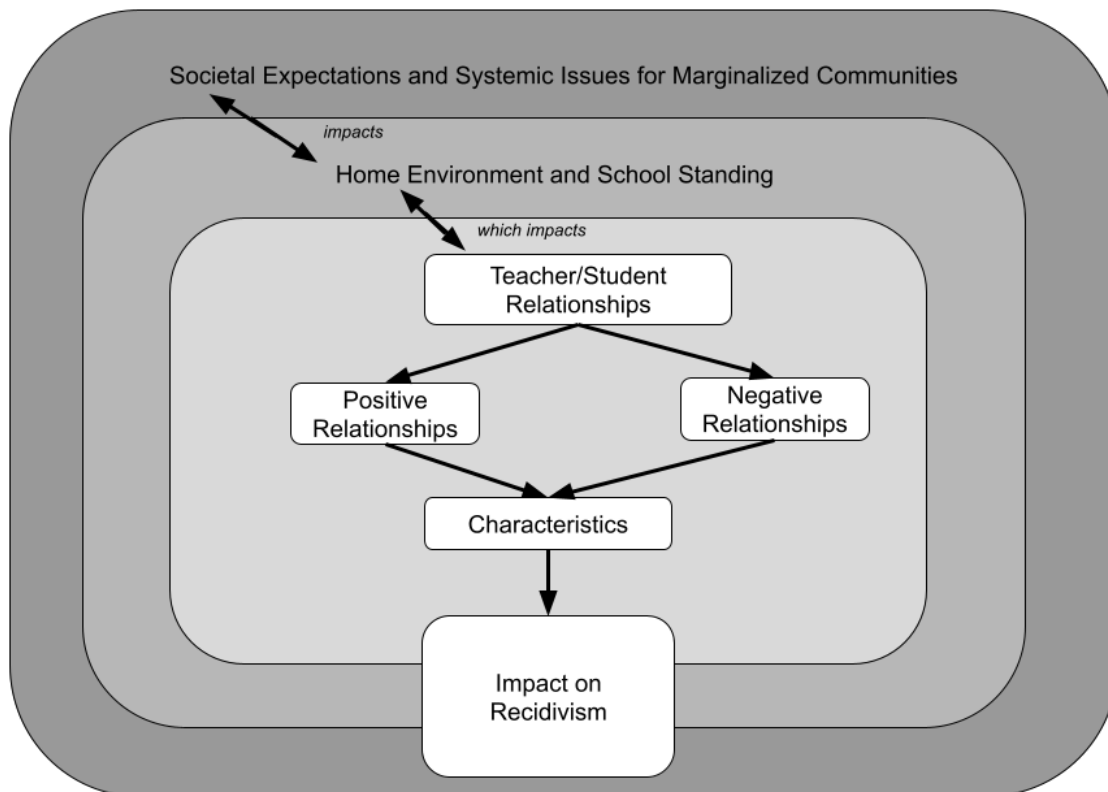 Societal Expectations and Systemic Issues for Marginalized Communities
impacts
Home Environment and School Standing
which impacts
Teacher/Student
Relationships
Positive
Relationships
Negative
Relationships
Characteristics
Impact on
Recidivism